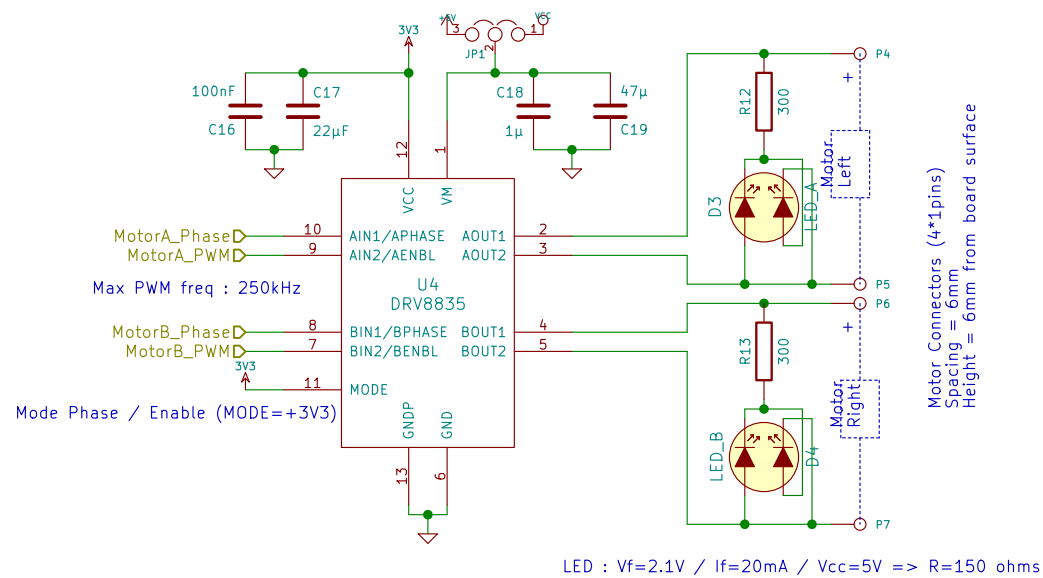 +5V
VCC
3V3
3
1
JP1
2
P4
100nF
C17
C18
47µ
R12
300
+
C16
22µF
1µ
C19
12
1
Motor
Left
VCC
VM
D3
LED_A
MotorA_Phase
10
AIN1/APHASE
AOUT1
2
MotorA_PWM
9
AIN2/AENBL
AOUT2
3
Max PWM freq : 250kHz
U4
DRV8835
P5
P6
MotorB_Phase
8
BIN1/BPHASE
BOUT1
4
MotorB_PWM
7
BIN2/BENBL
BOUT2
5
R13
300
+
3V3
11
MODE
Mode Phase / Enable (MODE=+3V3)
Motor
Right
GNDP
GND
13
6
LED_B
D4
P7
Motor Connectors (4*1pins)
Spacing = 6mm
Height = 6mm from board surface
LED : Vf=2.1V / If=20mA / Vcc=5V => R=150 ohms